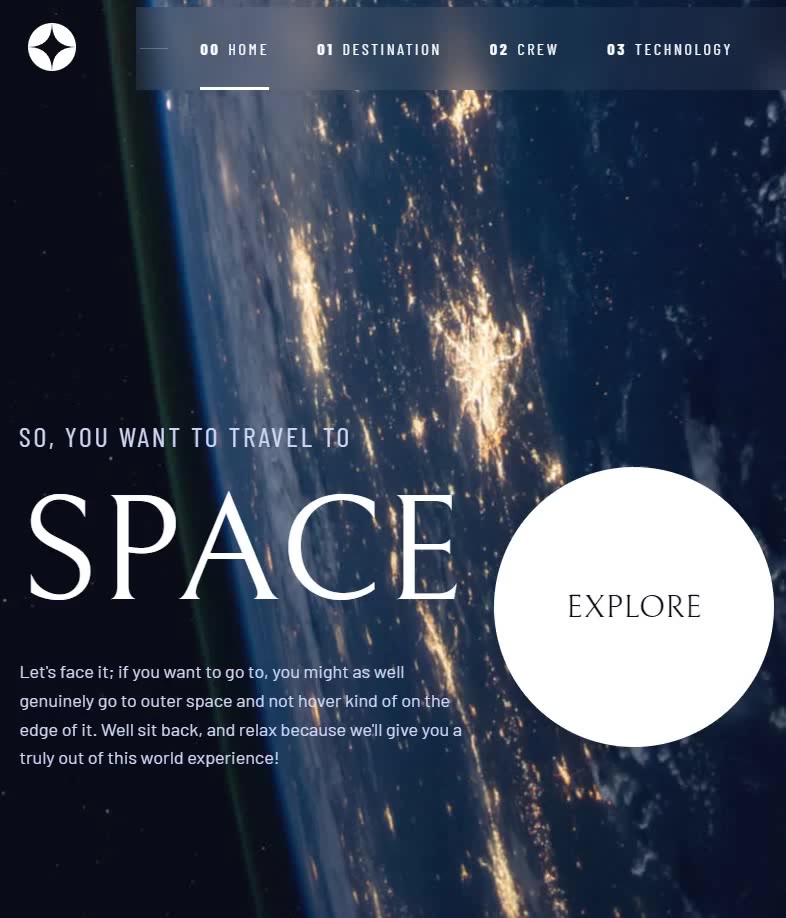 00 HOME 01 DESTINATION 02 CREW 03 TECHNOLOGY
SO, YOU WANT TO TRAVEL TO
SPACE
EXPLORE
Let's face it; if you want to go to, you might as well
genuinely go to outer space and not hover kind of on the
edge of it. Well sit back, and relax because we'll give you a
truly out of this world experience!